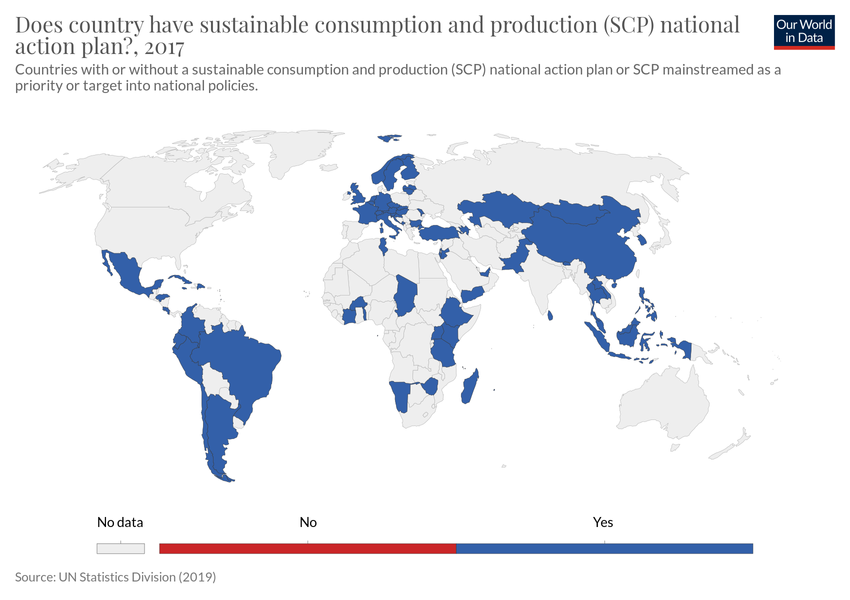 Does country have sustainable consumption and production (SCP) national
action plan?, 2017
Our World
in Data
Countries with or without a sustainable consumption and production (SCP) national action plan or SCP mainstreamed as a
priority or target into national policies.
No data
No
Yes
Source: UN Statistics Division (2019)